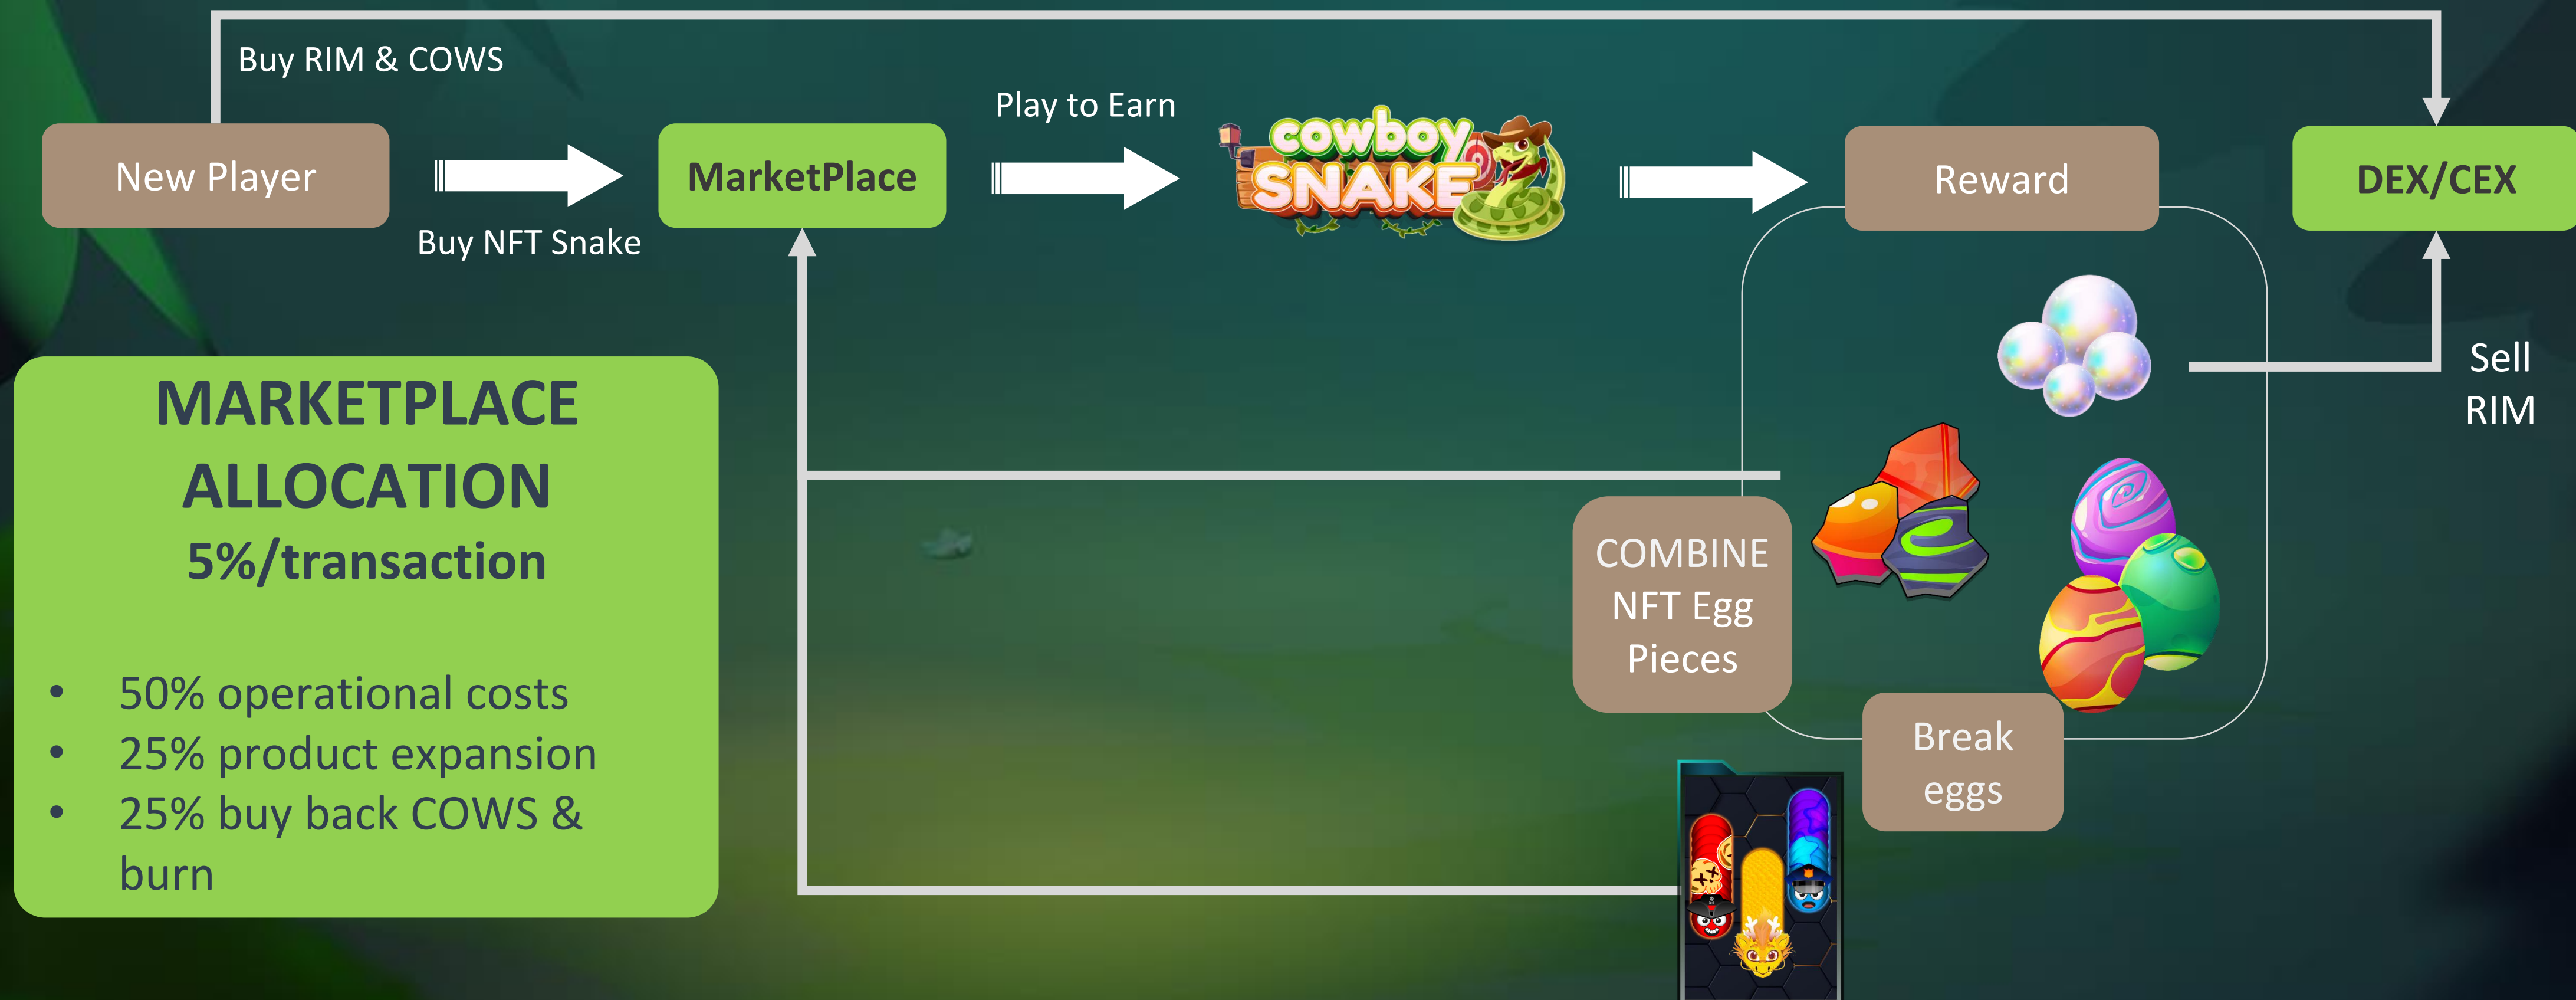 Buy RIM & COWS
Play to Earn
New Player
MarketPlace
cowboy
SNAKE
Reward
DEX/CEX
Buy NFT Snake
Sell
RIM
MARKETPLACE
ALLOCATION
5%/transaction
• 50% operational costs
• 25% product expansion
• 25% buy back COWS &
burn
COMBINE
NFT Egg
Pieces
Break
eggs